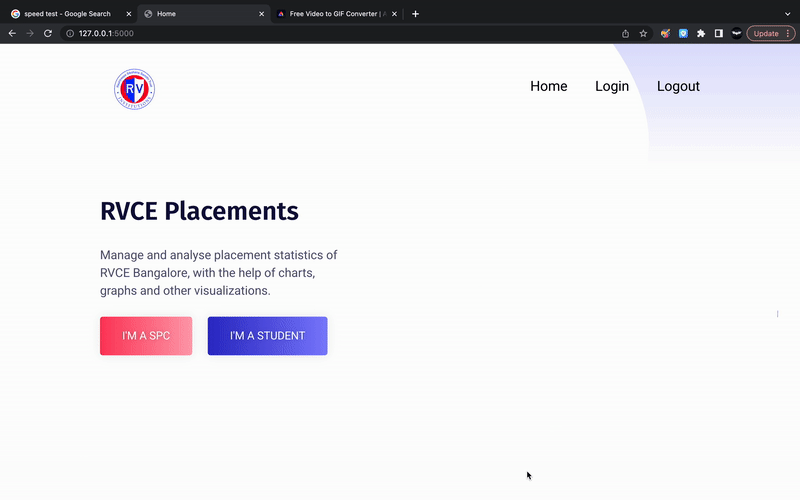 speed test - Google Search
Home
Free Video to GIF Converter |
127.0.0.1:5000
Update
RV
INSTITUTIONS
Home
Login
Logout
RVCE Placements
Manage and analyse placement statistics of
RVCE Bangalore, with the help of charts,
graphs and other visualizations.
I'M A SPC
I'M A STUDENT